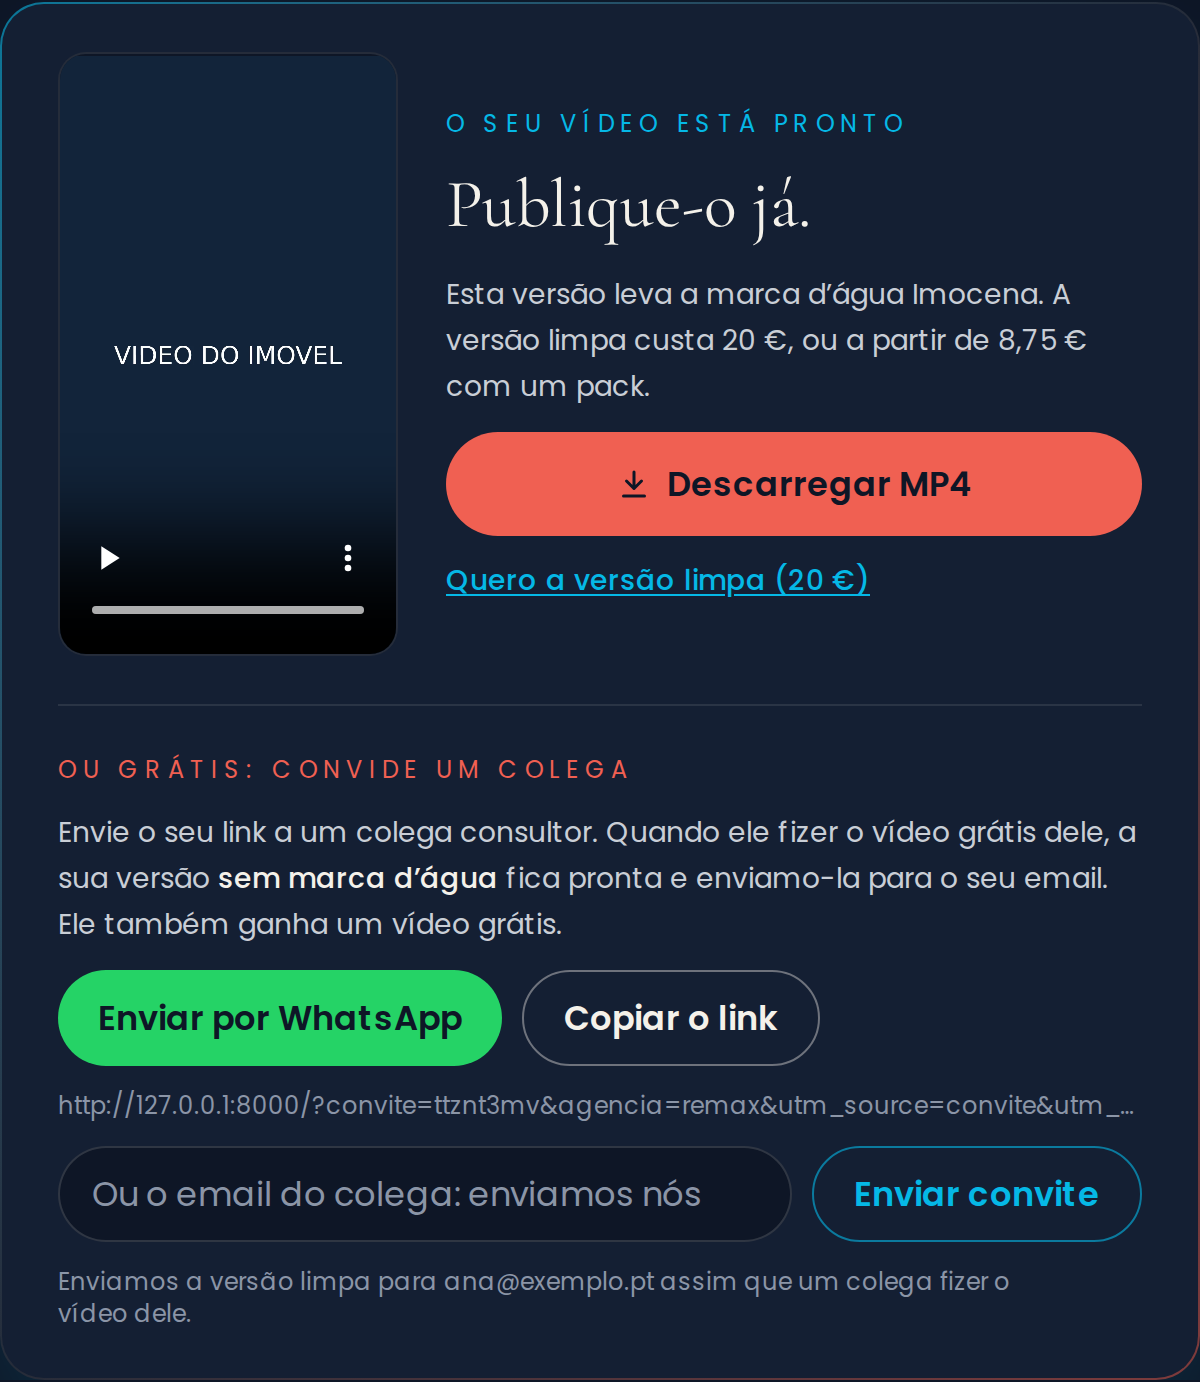 VIDEO DO IMOVEL
O SEU VÍDEO ESTÁ PRONTO
Publique-o já.
Esta versão leva a marca d’água Imocena. A
versão limpa custa 20 €, ou a partir de 8,75 €
com um pack.
Descarregar MP4
Quero a versão limpa (20 €)
OU GRÁTIS: CONVIDE UM COLEGA
Envie o seu link a um colega consultor. Quando ele fizer o vídeo grátis dele, a
sua versão sem marca d’água fica pronta e enviamo-la para o seu email.
Ele também ganha um vídeo grátis.
Enviar por WhatsApp
Copiar o link
http://127.0.0.1:8000/?convite=ttznt3mv&agencia=remax&utm_source=convite&utm_…
Ou o email do colega: enviamos nós
Enviar convite
Enviamos a versão limpa para ana@exemplo.pt assim que um colega fizer o
vídeo dele.